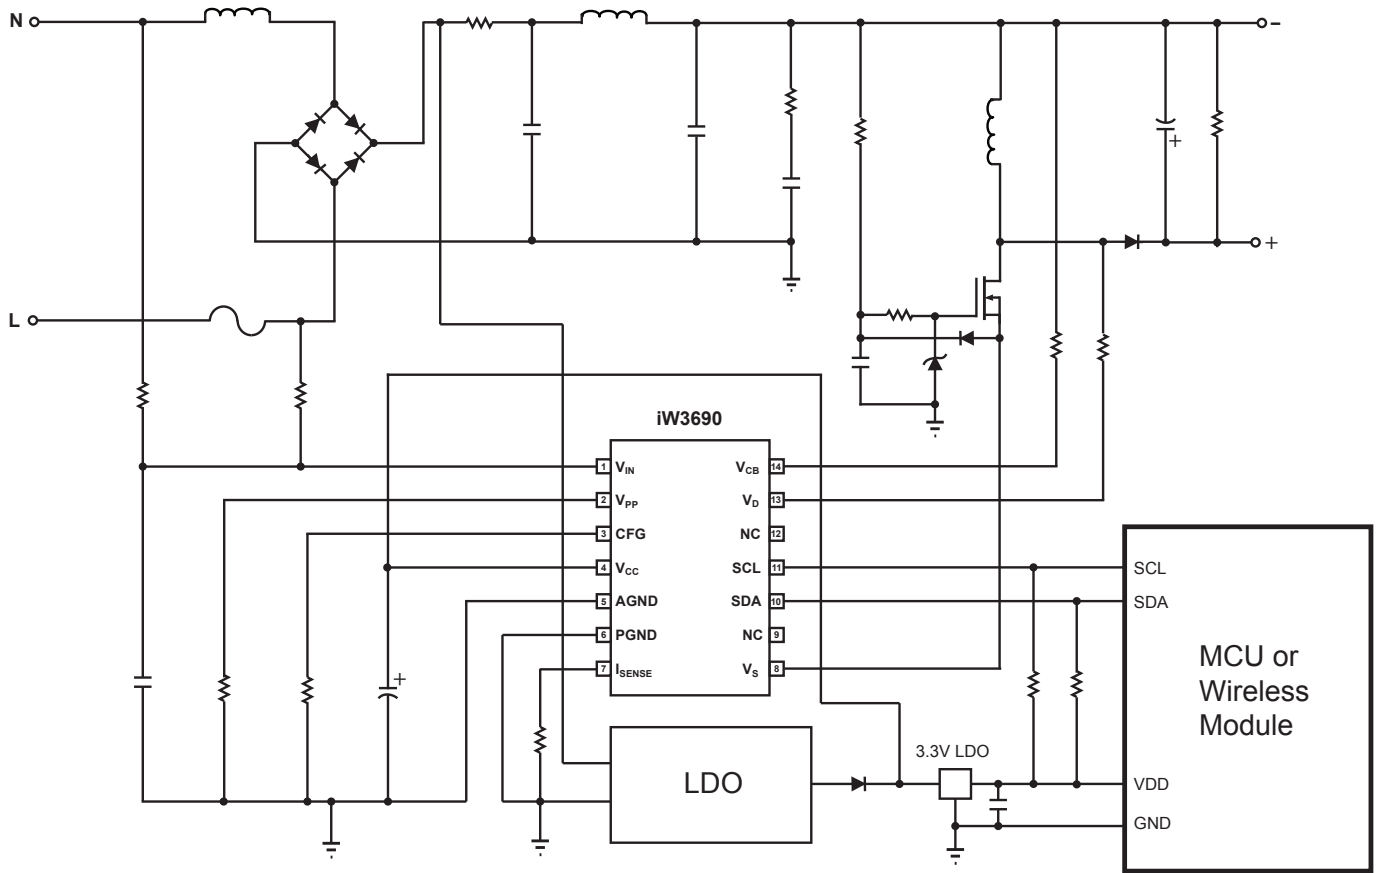 N
-
+
L
iW3690
1 VIN
2 VPP
3 CFG
4 VCC
5 AGND
6 PGND
7 ISENSE
VCB 14
VD 13
NC 12
SCL 11
SDA 10
NC 9
VS 8
+
+
SCL
SDA
MCU or
Wireless
Module
VDD
GND
LDO
3.3V LDO